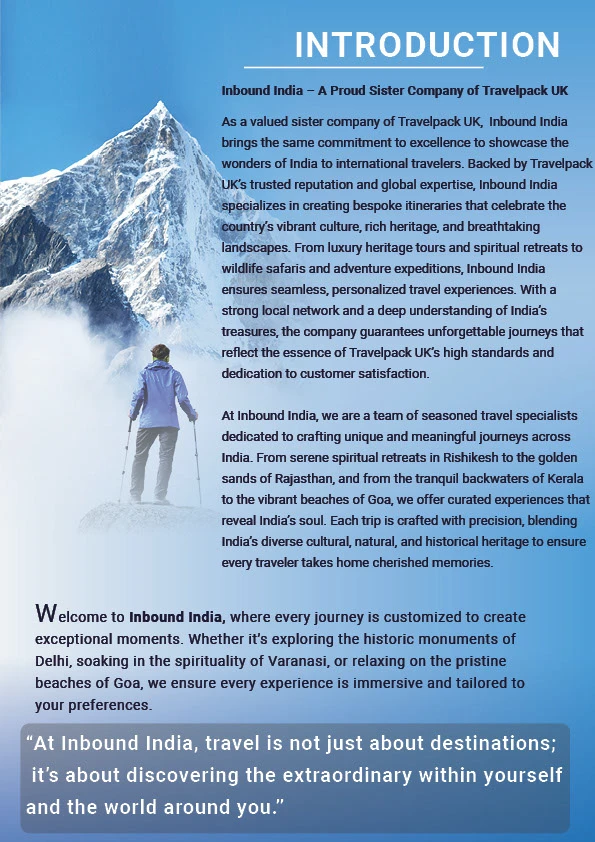 INTRODUCTION
Inbound India – A Proud Sister Company of Travelpack UK
As a valued sister company of Travelpack UK, Inbound India
brings the same commitment to excellence to showcase the
wonders of India to international travelers. Backed by Travelpack
UK's trusted reputation and global expertise, Inbound India
specializes in creating bespoke itineraries that celebrate the
country's vibrant culture, rich heritage, and breathtaking
landscapes. From luxury heritage tours and spiritual retreats to
wildlife safaris and adventure expeditions, Inbound India
ensures seamless, personalized travel experiences. With a
strong local network and a deep understanding of India's
treasures, the company guarantees unforgettable journeys that
reflect the essence of Travelpack UK's high standards and
dedication to customer satisfaction.
At Inbound India, we are a team of seasoned travel specialists
dedicated to crafting unique and meaningful journeys across
India. From serene spiritual retreats in Rishikesh to the golden
sands of Rajasthan, and from the tranquil backwaters of Kerala
to the vibrant beaches of Goa, we offer curated experiences that
reveal India's soul. Each trip is crafted with precision, blending
India's diverse cultural, natural, and historical heritage to ensure
every traveler takes home cherished memories.
Welcome to Inbound India, where every journey is customized to create
exceptional moments. Whether it's exploring the historic monuments of
Delhi, soaking in the spirituality of Varanasi, or relaxing on the pristine
beaches of Goa, we ensure every experience is immersive and tailored to
your preferences.
“At Inbound India, travel is not just about destinations;
it's about discovering the extraordinary within yourself
and the world around you.”